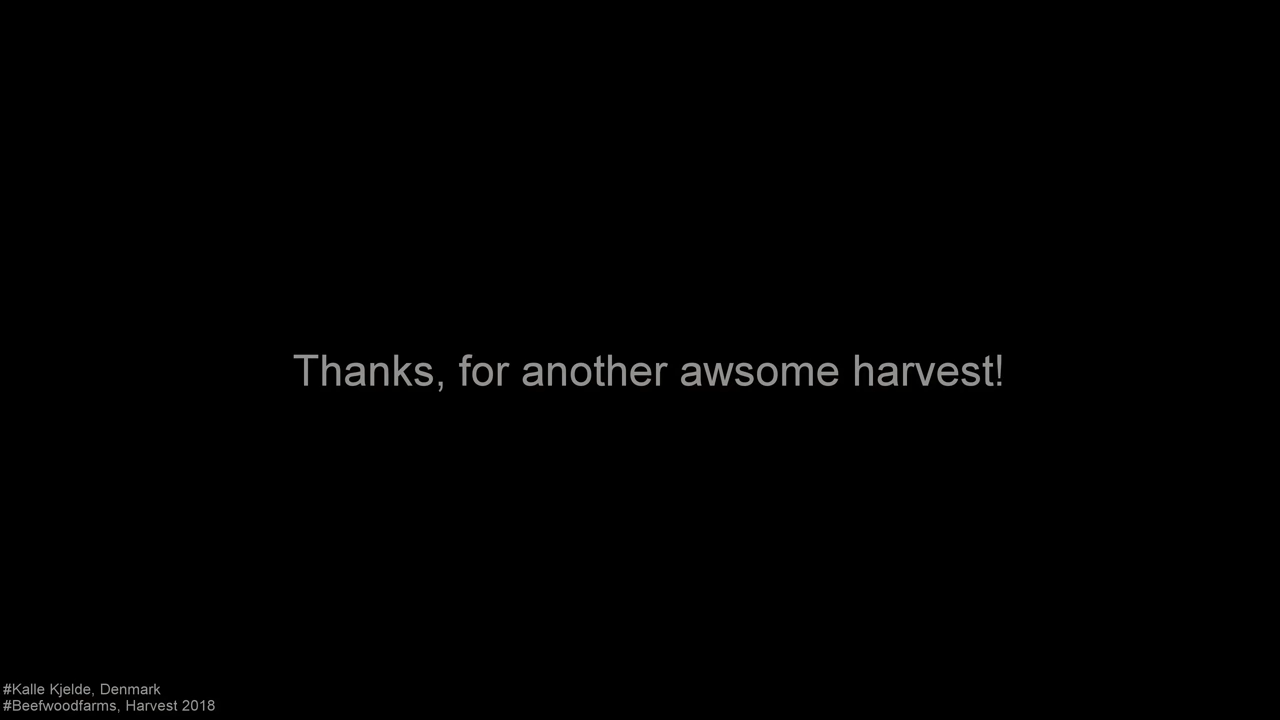 Thanks, for another awsome harvest!
#Kalle Kjelde, Denmark
#Beefwoodfarms, Harvest 2018